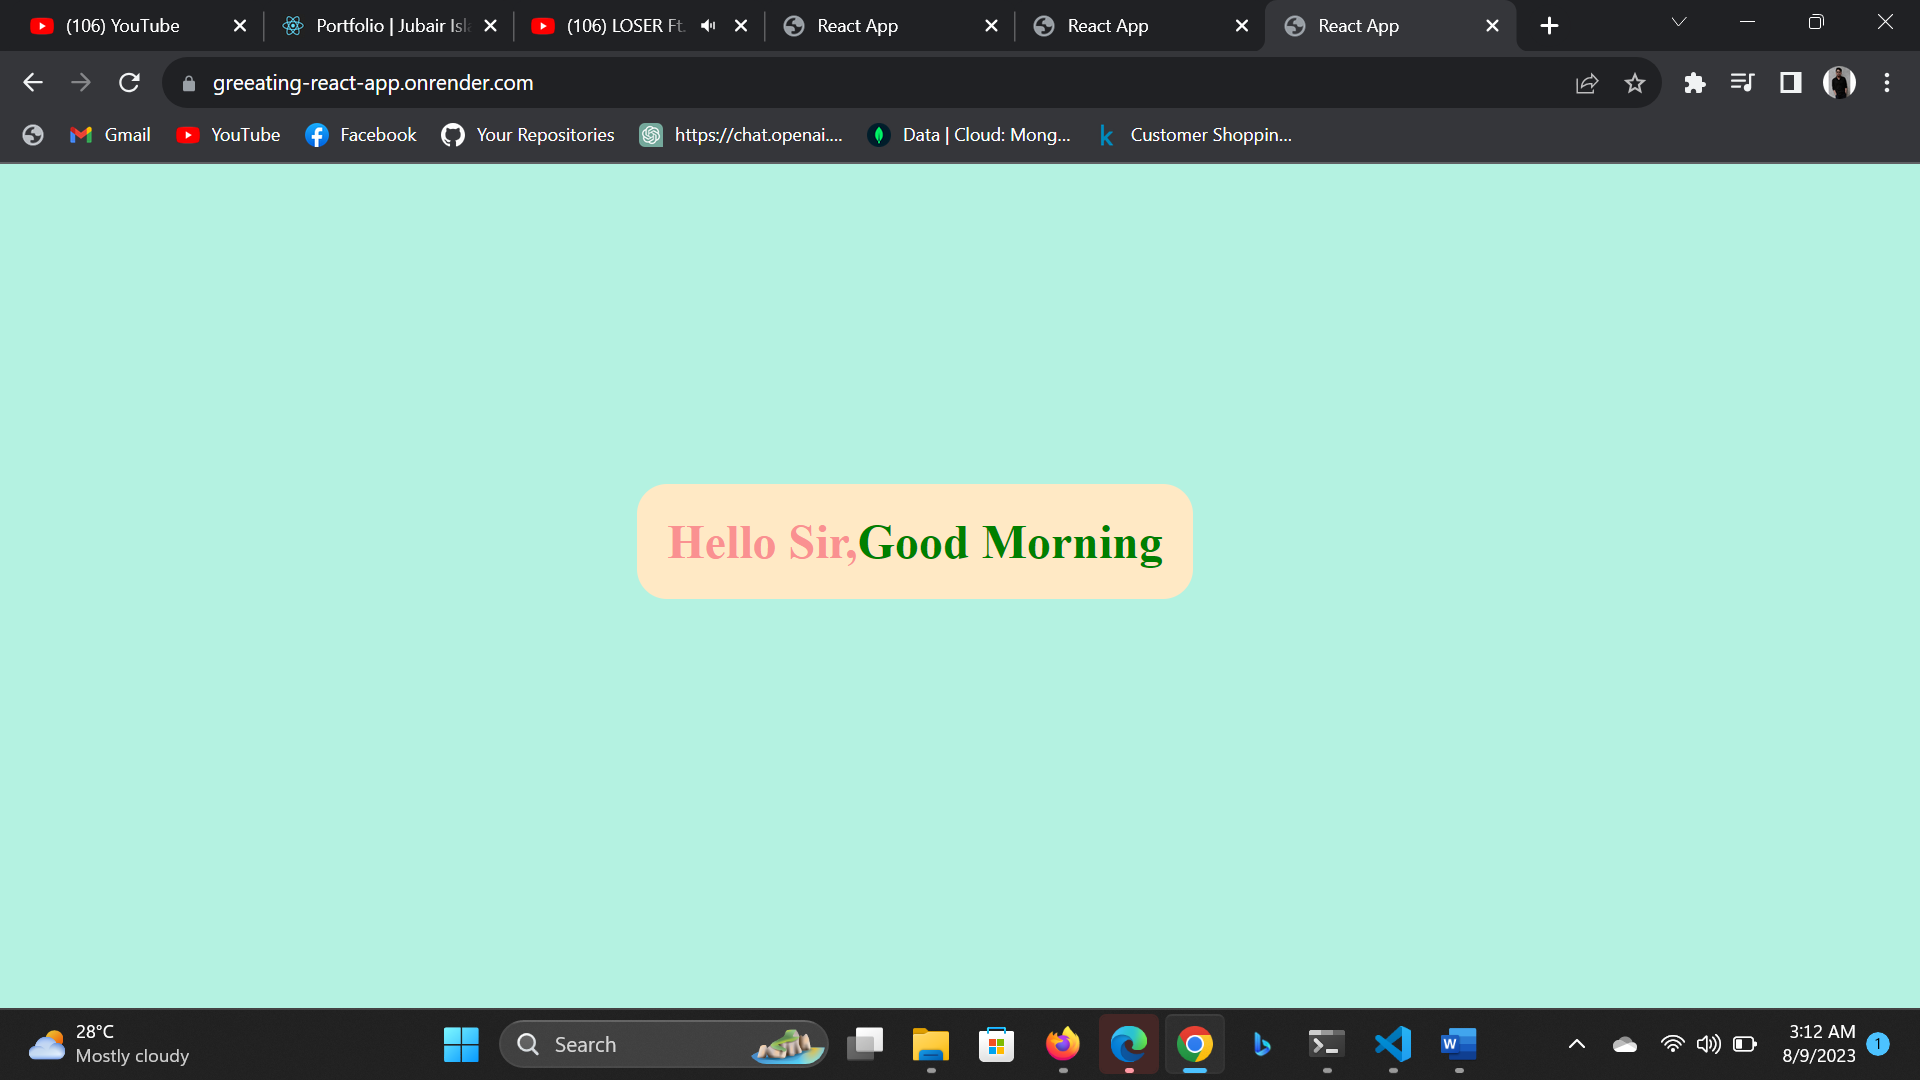 (106) YouTube
Portfolio | Jubair Isla
(106) LOSER Ft.
React App
React App
React App
greeating-react-app.onrender.com
Gmail
YouTube
Facebook
Your Repositories
https://chat.openai....
Data | Cloud: Mong...
k
Customer Shoppin...
Hello Sir,Good Morning
28°C
Mostly cloudy
Search
W
3:12 AM
8/9/2023
1